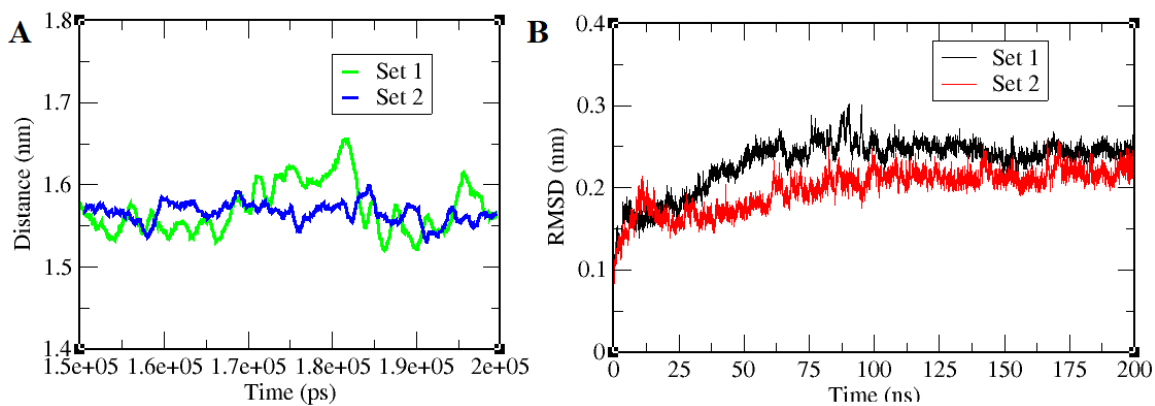 A
Distance (nm)
1.8
1.7
1.6
1.5
1.4
Set 1
Set 2
1.5e+05 1.6e+05 1.7e+05 1.8e+05 1.9e+05 2e+05
Time (ps)
B
RMSD (nm)
0.4
0.3
0.2
0.1
0
Set 1
Set 2
0 25 50 75 100 125 150 175 200
Time (ns)